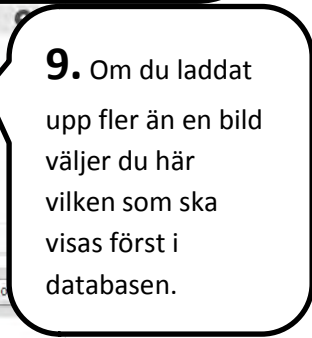 9. Om du laddat
upp fler än en bild
väljer du här
vilken som ska
visas först i
databasen.